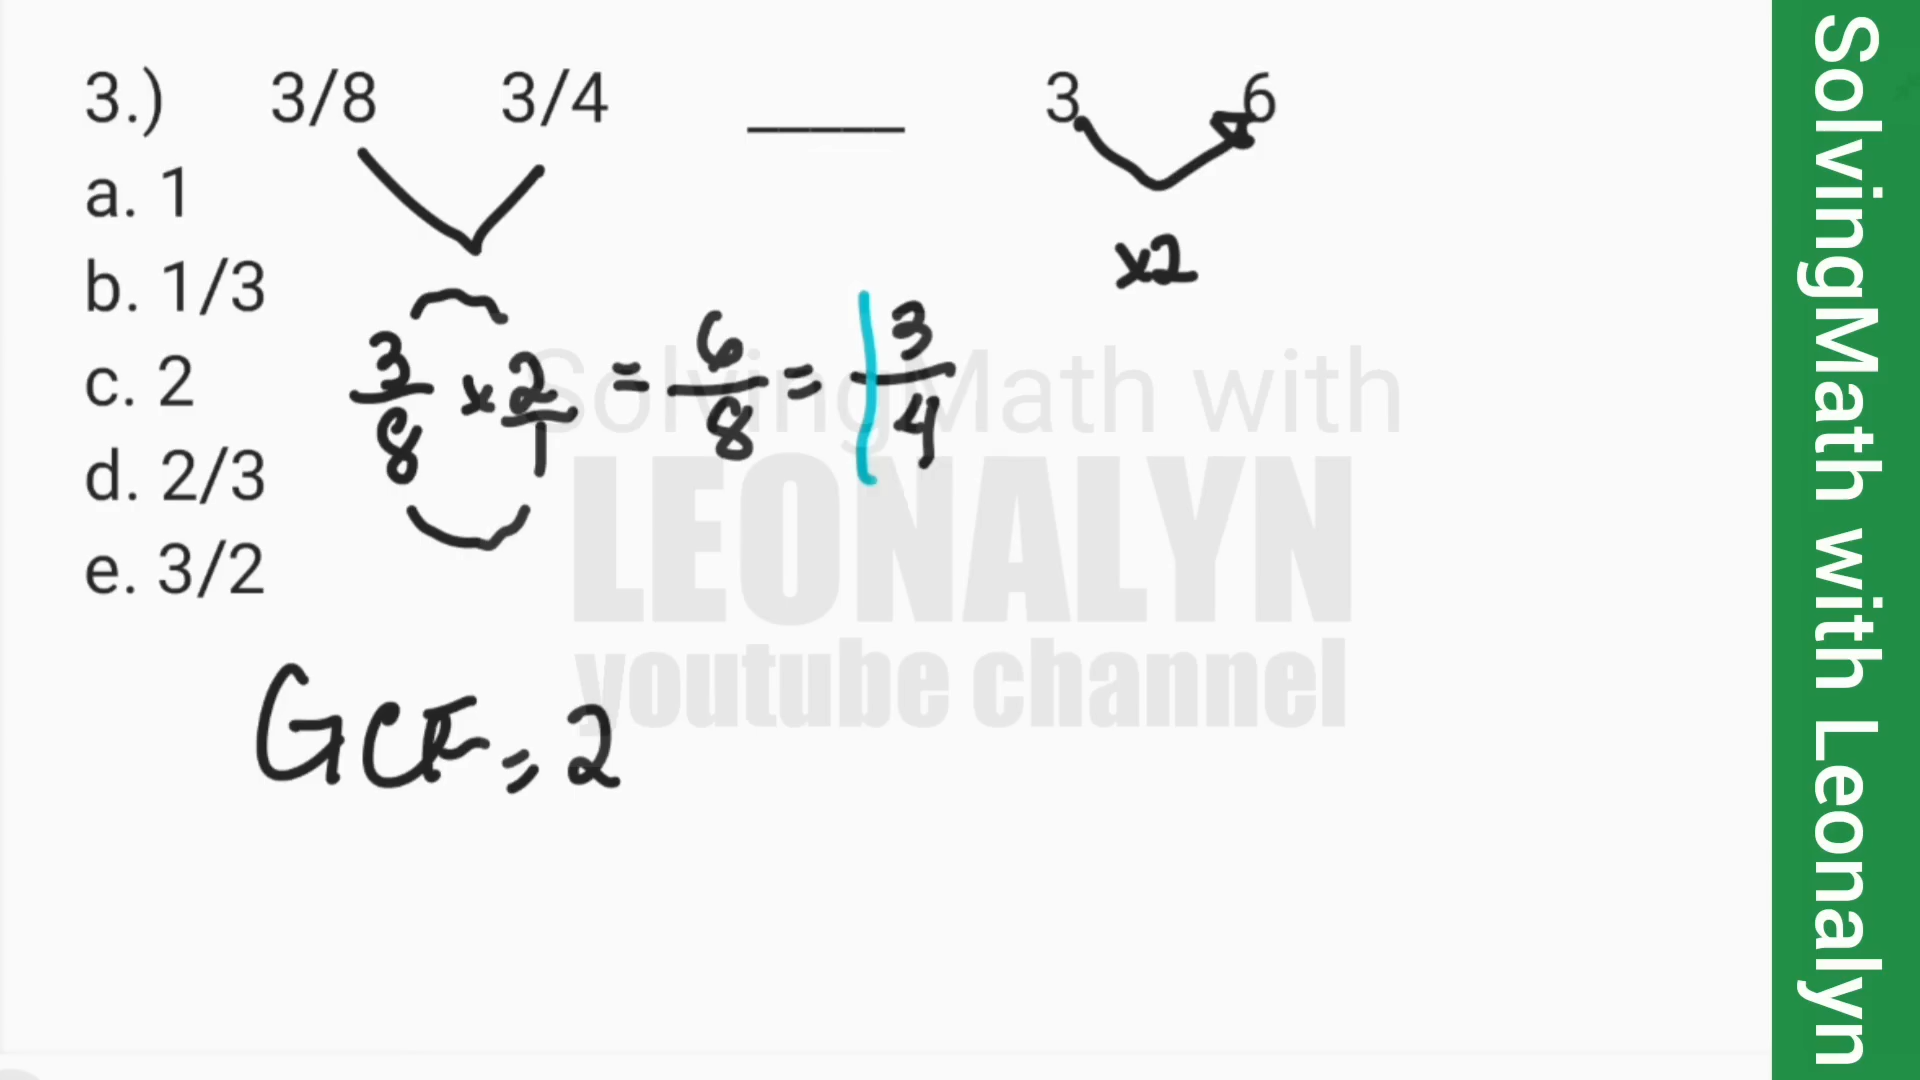 3.) 3/8 3/4 _____ 3 6
a. 1
b. 1/3
c. 2
d. 2/3
e. 3/2
x2
3/8 x 2/1 = 6/8 = 3/4
GCF = 2
SolvingMath with
LEONALYN
youtube channel
SolvingMath with Leonalyn